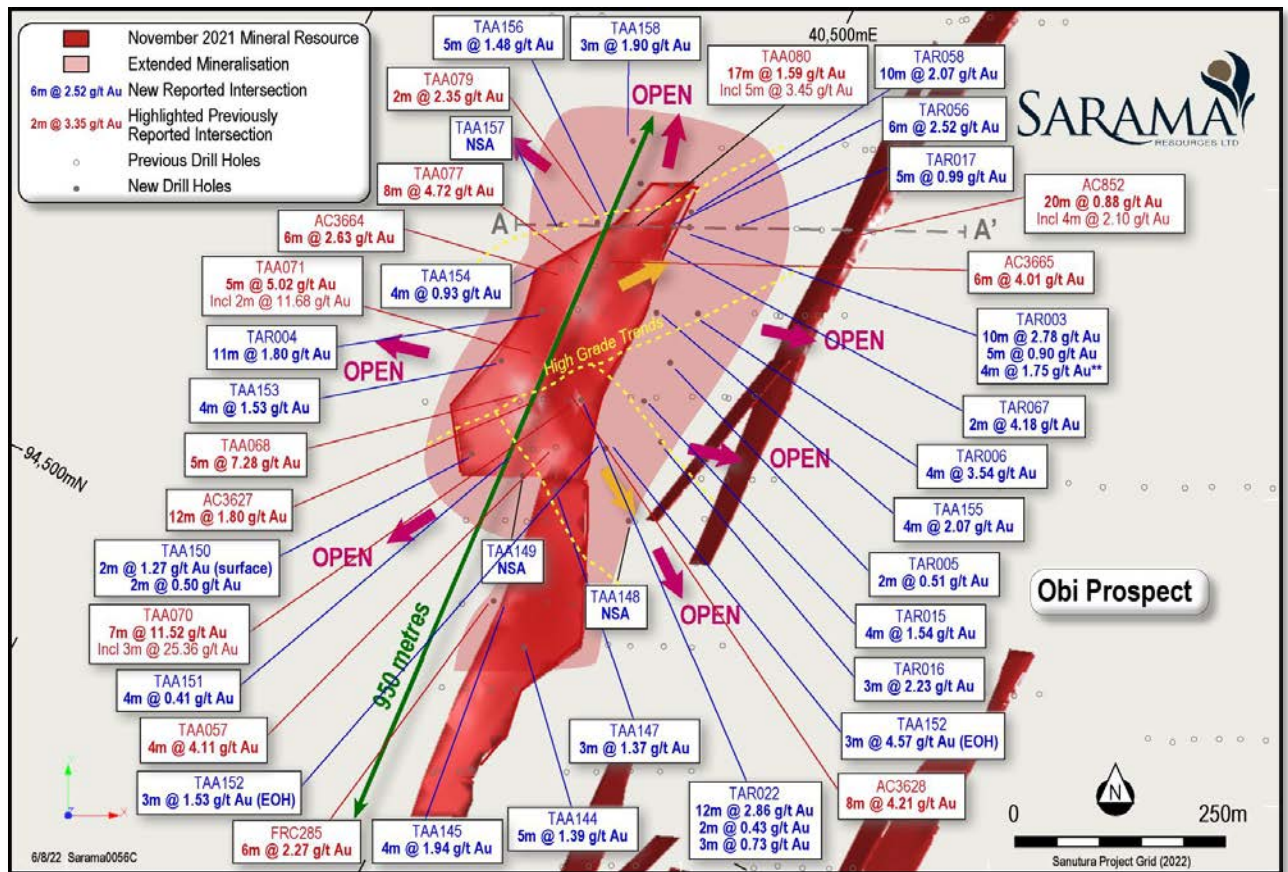 November 2021 Mineral Resource
Extended Mineralisation
6m @ 2.52 g/t Au New Reported Intersection
2m @ 3.35 g/t Au Highlighted Previously
Reported Intersection
Previous Drill Holes
New Drill Holes
TAA156
5m @ 1.48 g/t Au
TAA158
3m @ 1.90 g/t Au
40,500mE
TAA080
17m @ 1.59 g/t Au
Incl 5m @ 3.45 g/t Au
TAR058
10m @ 2.07 g/t Au
SARAMA
RESOURCES LTD
TAA079
2m @ 2.35 g/t Au
OPEN
TAR056
6m @ 2.52 g/t Au
TAA157
NSA
TAR017
5m @ 0.99 g/t Au
TAA077
8m @ 4.72 g/t Au
AC852
20m @ 0.88 g/t Au
Incl 4m @ 2.10 g/t Au
AC3664
6m @ 2.63 g/t Au
A
A'
TAA071
5m @ 5.02 g/t Au
Incl 2m @ 11.68 g/t Au
TAA154
4m @ 0.93 g/t Au
AC3665
6m @ 4.01 g/t Au
TAR004
11m @ 1.80 g/t Au
OPEN
High Grade Trends
OPEN
TAR003
10m @ 2.78 g/t Au
5m @ 0.90 g/t Au
4m @ 1.75 g/t Au**
TAA153
4m @ 1.53 g/t Au
TAR067
2m @ 4.18 g/t Au
TAA068
5m @ 7.28 g/t Au
94,500mN
OPEN
TAR006
4m @ 3.54 g/t Au
AC3627
12m @ 1.80 g/t Au
TAA155
4m @ 2.07 g/t Au
OPEN
TAA150
2m @ 1.27 g/t Au (surface)
2m @ 0.50 g/t Au
TAA149
NSA
TAR005
2m @ 0.51 g/t Au
TAA148
NSA
OPEN
Obi Prospect
TAA070
7m @ 11.52 g/t Au
Incl 3m @ 25.36 g/t Au
TAR015
4m @ 1.54 g/t Au
TAA151
4m @ 0.41 g/t Au
950 metres
TAR016
3m @ 2.23 g/t Au
TAA057
4m @ 4.11 g/t Au
TAA147
3m @ 1.37 g/t Au
TAA152
3m @ 4.57 g/t Au (EOH)
TAA152
3m @ 1.53 g/t Au (EOH)
AC3628
8m @ 4.21 g/t Au
TAR022
12m @ 2.86 g/t Au
2m @ 0.43 g/t Au
3m @ 0.73 g/t Au
FRC285
6m @ 2.27 g/t Au
TAA145
4m @ 1.94 g/t Au
TAA144
5m @ 1.39 g/t Au
N
0 250m
Sanutura Project Grid (2022)
Y
Z X
6/8/22 Sarama0056C